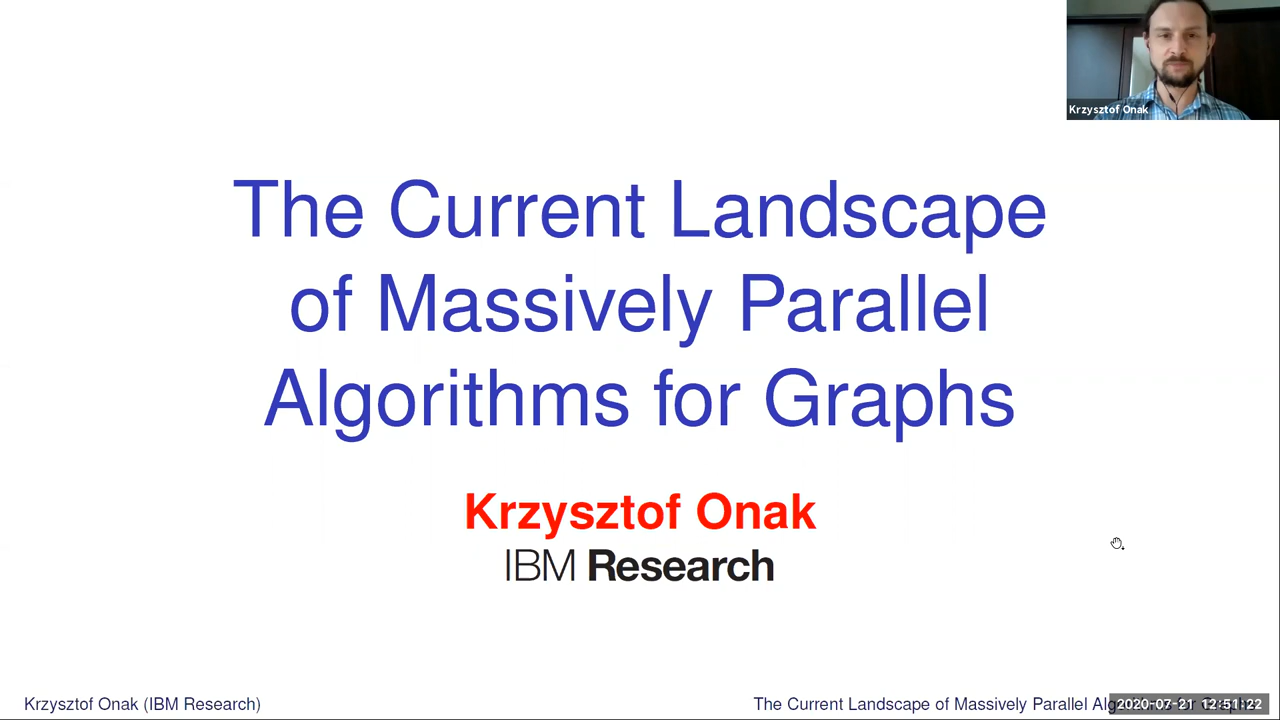 Krzysztof Onak
The Current Landscape
of Massively Parallel
Algorithms for Graphs
Krzysztof Onak
IBM Research
Krzysztof Onak (IBM Research)
The Current Landscape of Massively Parallel
2020-07-21 12:51:22